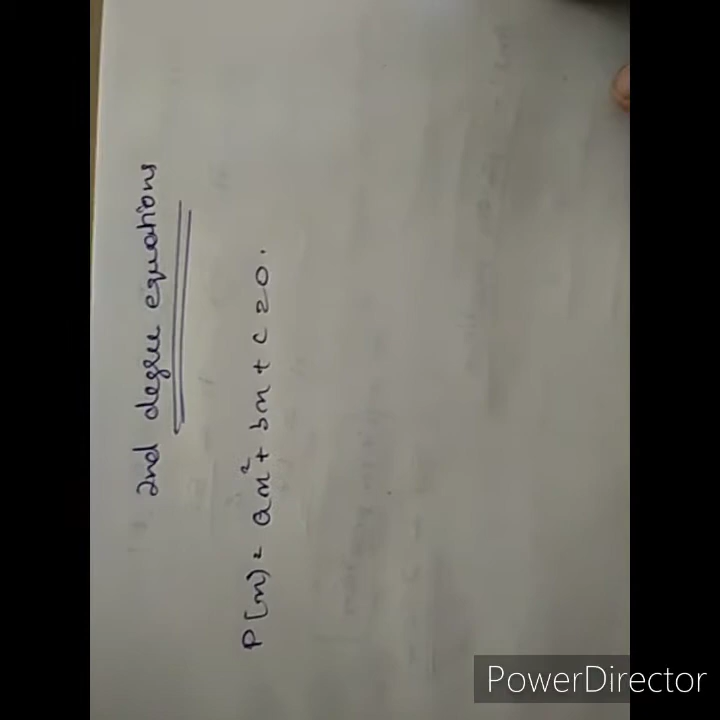 2nd degree equations
P(x) = ax² + bx + c = 0.
PowerDirector